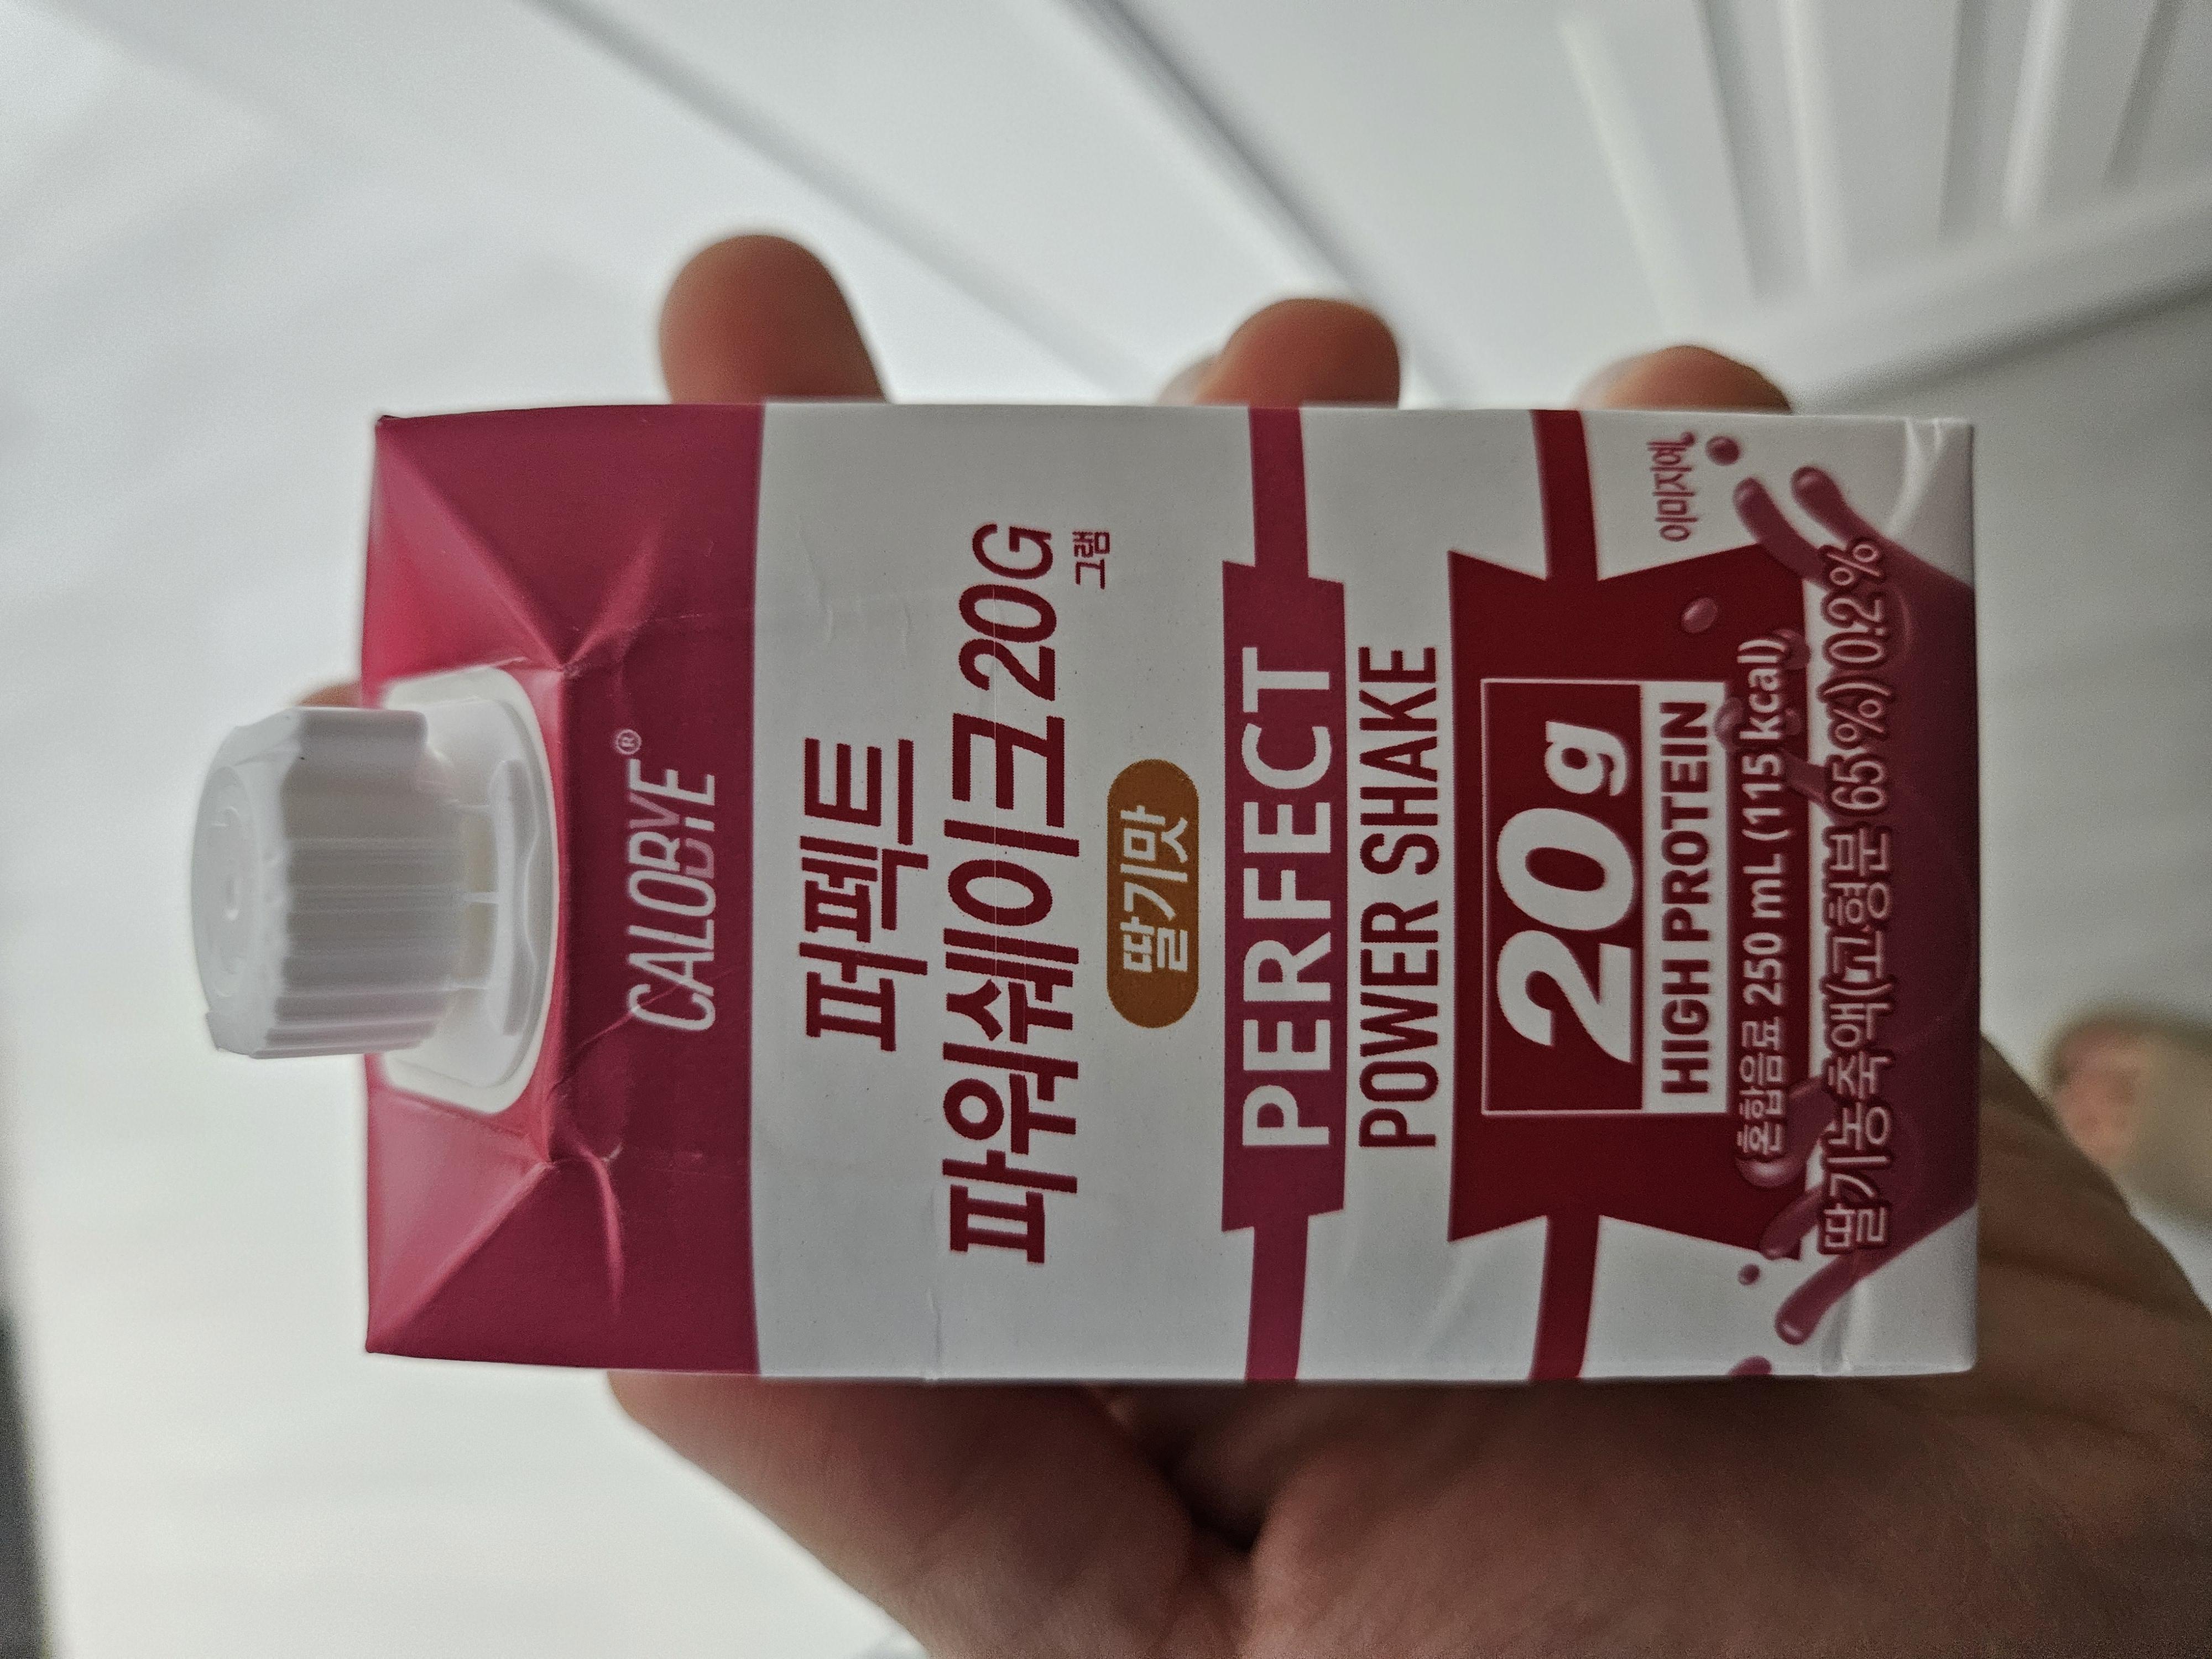 CALOBYE®
퍼펙트
파워쉐이크 20G
그램
딸기맛
PERFECT
POWER SHAKE
20g
HIGH PROTEIN
이미지예
혼합음료 250 mL (115 kcal)
딸기농축액(고형분 65%) 0.2%